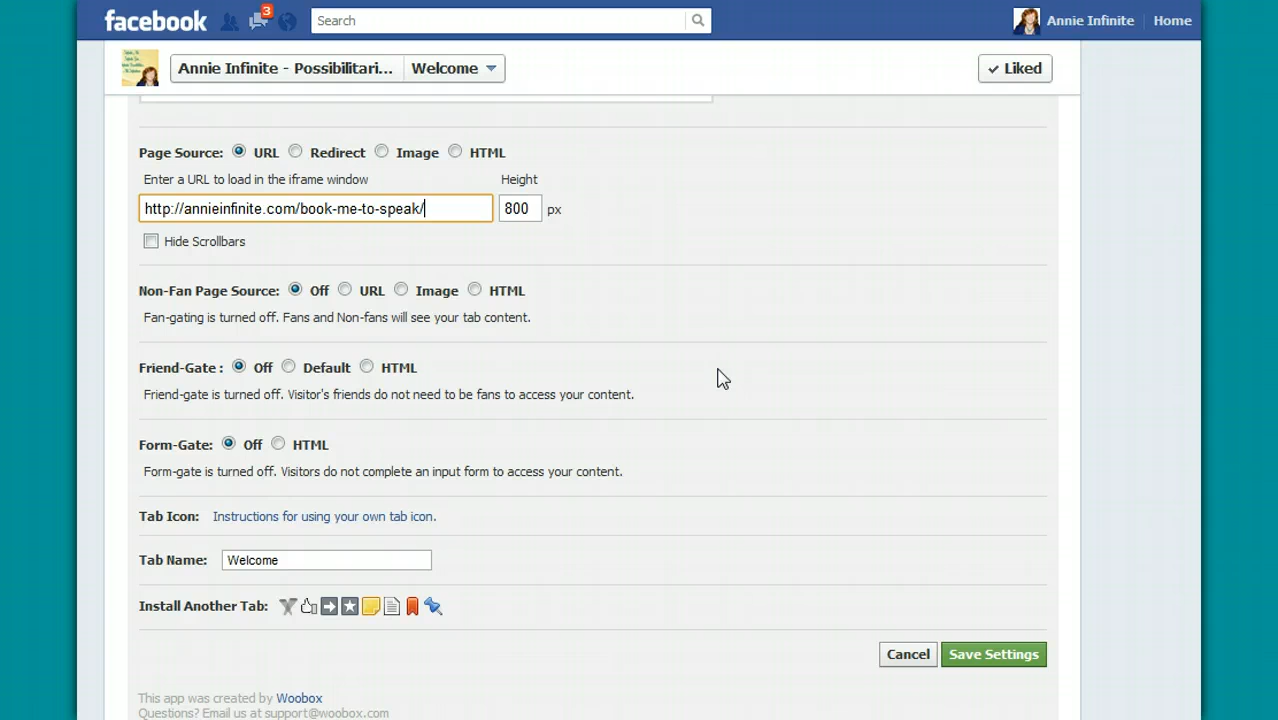 facebook 3 Search Annie Infinite Home
Annie Infinite - Possibilitari... Welcome Liked
Page Source: URL Redirect Image HTML
Enter a URL to load in the iframe window Height
http://annieinfinite.com/book-me-to-speak/ 800 px
Hide Scrollbars
Non-Fan Page Source: Off URL Image HTML
Fan-gating is turned off. Fans and Non-fans will see your tab content.
Friend-Gate : Off Default HTML
Friend-gate is turned off. Visitor's friends do not need to be fans to access your content.
Form-Gate: Off HTML
Form-gate is turned off. Visitors do not complete an input form to access your content.
Tab Icon: Instructions for using your own tab icon.
Tab Name: Welcome
Install Another Tab:
Cancel Save Settings
This app was created by Woobox
Questions? Email us at support@woobox.com